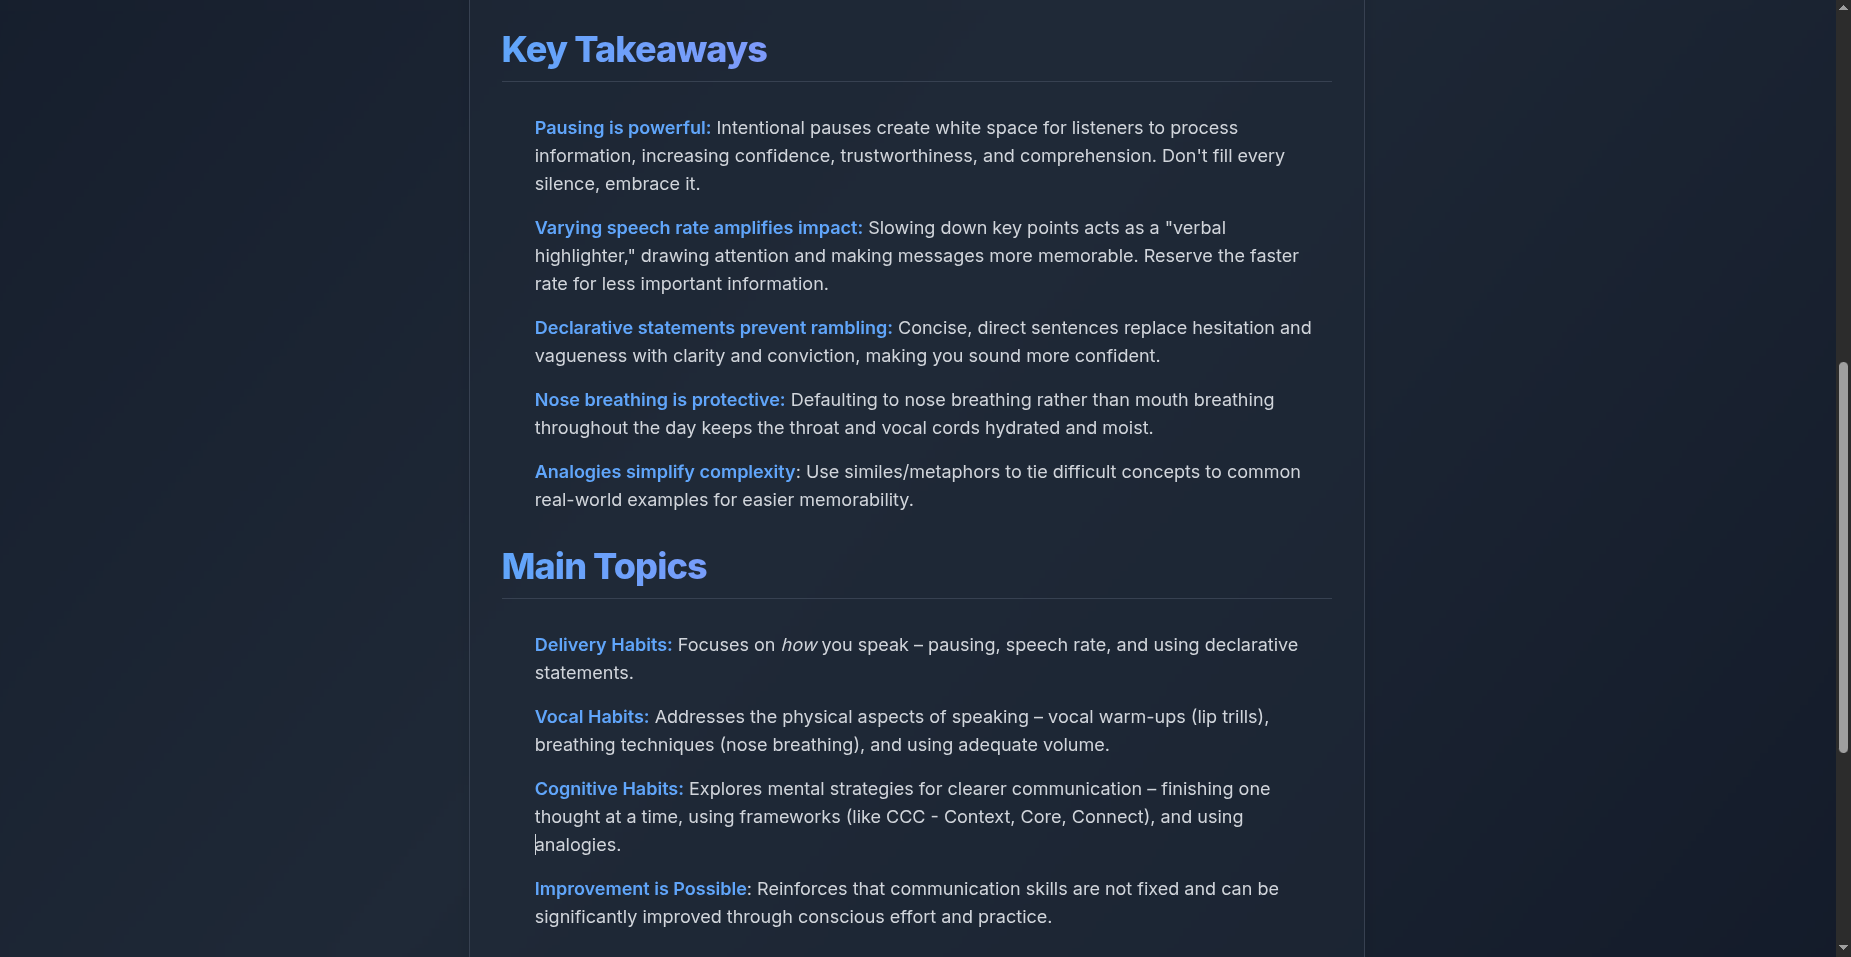 Key Takeaways
Pausing is powerful: Intentional pauses create white space for listeners to process
information, increasing confidence, trustworthiness, and comprehension. Don't fill every
silence, embrace it.
Varying speech rate amplifies impact: Slowing down key points acts as a "verbal
highlighter," drawing attention and making messages more memorable. Reserve the faster
rate for less important information.
Declarative statements prevent rambling: Concise, direct sentences replace hesitation and
vagueness with clarity and conviction, making you sound more confident.
Nose breathing is protective: Defaulting to nose breathing rather than mouth breathing
throughout the day keeps the throat and vocal cords hydrated and moist.
Analogies simplify complexity: Use similes/metaphors to tie difficult concepts to common
real-world examples for easier memorability.
Main Topics
Delivery Habits: Focuses on how you speak – pausing, speech rate, and using declarative
statements.
Vocal Habits: Addresses the physical aspects of speaking – vocal warm-ups (lip trills),
breathing techniques (nose breathing), and using adequate volume.
Cognitive Habits: Explores mental strategies for clearer communication – finishing one
thought at a time, using frameworks (like CCC - Context, Core, Connect), and using
analogies.
Improvement is Possible: Reinforces that communication skills are not fixed and can be
significantly improved through conscious effort and practice.